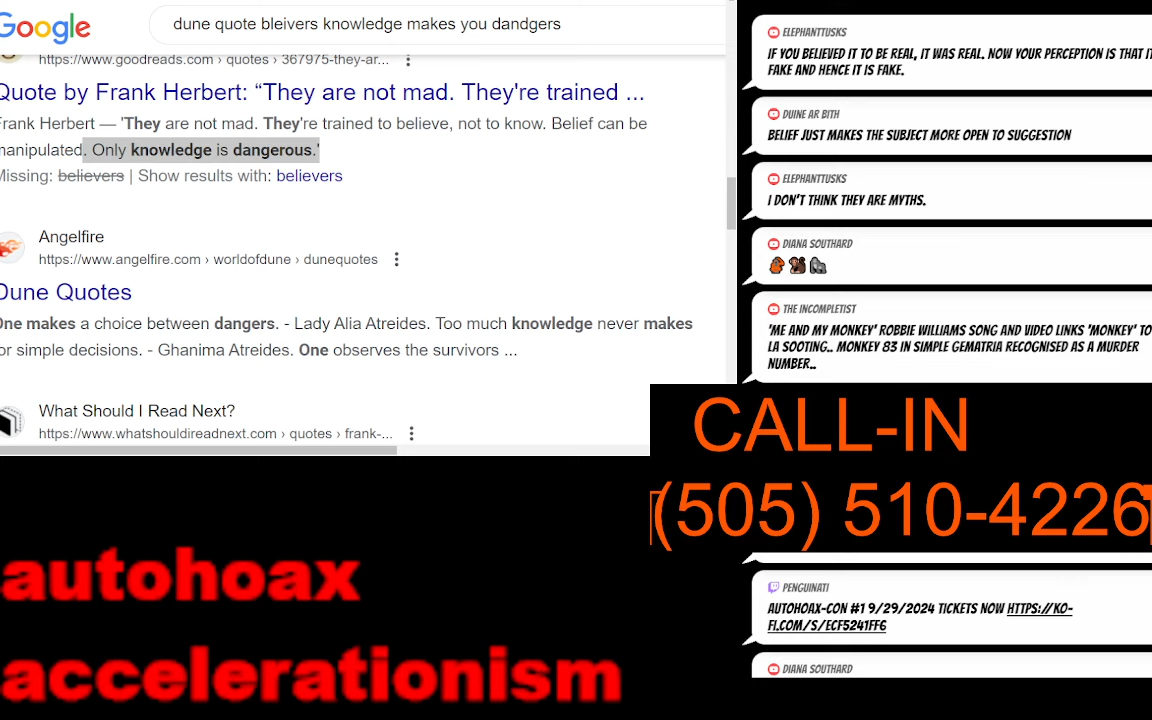 Google
dune quote bleivers knowledge makes you dandgers
https://www.goodreads.com › quotes › 367975-they-ar...
Quote by Frank Herbert: “They are not mad. They're trained ...
Frank Herbert — 'They are not mad. They're trained to believe, not to know. Belief can be
manipulated. Only knowledge is dangerous.'
Missing: believers | Show results with: believers
Angelfire
https://www.angelfire.com › worldofdune › dunequotes
Dune Quotes
One makes a choice between dangers. - Lady Alia Atreides. Too much knowledge never makes
for simple decisions. - Ghanima Atreides. One observes the survivors ...
What Should I Read Next?
https://www.whatshouldireadnext.com › quotes › frank-...
autohoax
accelerationism
ELEPHANTTUSKS
IF YOU BELIEVED IT TO BE REAL, IT WAS REAL. NOW YOUR PERCEPTION IS THAT IT
FAKE AND HENCE IT IS FAKE.
DUINE AR BITH
BELIEF JUST MAKES THE SUBJECT MORE OPEN TO SUGGESTION
ELEPHANTTUSKS
I DON'T THINK THEY ARE MYTHS.
DIANA SOUTHARD
THE INCOMPLETIST
'ME AND MY MONKEY' ROBBIE WILLIAMS SONG AND VIDEO LINKS 'MONKEY' TO
LA SOOTING.. MONKEY 83 IN SIMPLE GEMATRIA RECOGNISED AS A MURDER
NUMBER..
CALL-IN
(505) 510-4226
PENGUINATI
AUTOHOAX-CON #1 9/29/2024 TICKETS NOW HTTPS://KO-
FI.COM/S/ECF5241FF6
DIANA SOUTHARD